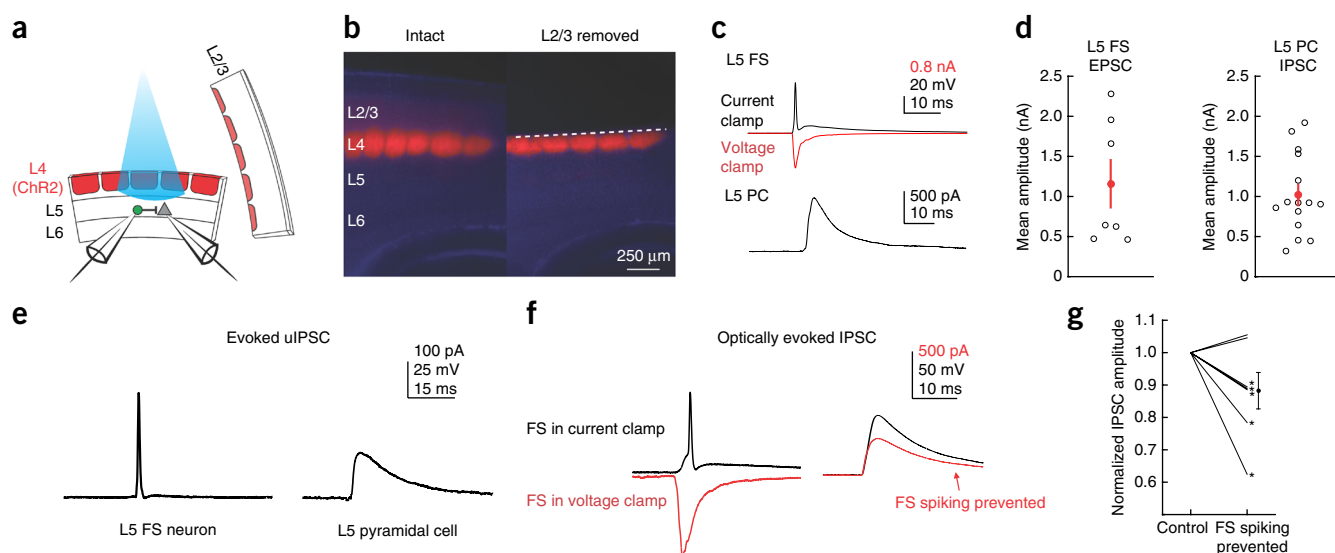 a
L2/3
L4
(ChR2)
L5
L6
b
Intact
L2/3 removed
L2/3
L4
L5
L6
250 μm
c
L5 FS
0.8 nA
20 mV
10 ms
Current
clamp
Voltage
clamp
L5 PC
500 pA
10 ms
d
L5 FS
EPSC
Mean amplitude (nA)
2.5
2.0
1.5
1.0
0.5
0
L5 PC
IPSC
Mean amplitude (nA)
2.5
2.0
1.5
1.0
0.5
0
e
Evoked uIPSC
100 pA
25 mV
15 ms
L5 FS neuron
L5 pyramidal cell
f
Optically evoked IPSC
500 pA
50 mV
10 ms
FS in current clamp
FS in voltage clamp
FS spiking prevented
g
Normalized IPSC amplitude
1.1
1.0
0.9
0.8
0.7
0.6
*
*
*
*
*
Control
FS spiking
prevented